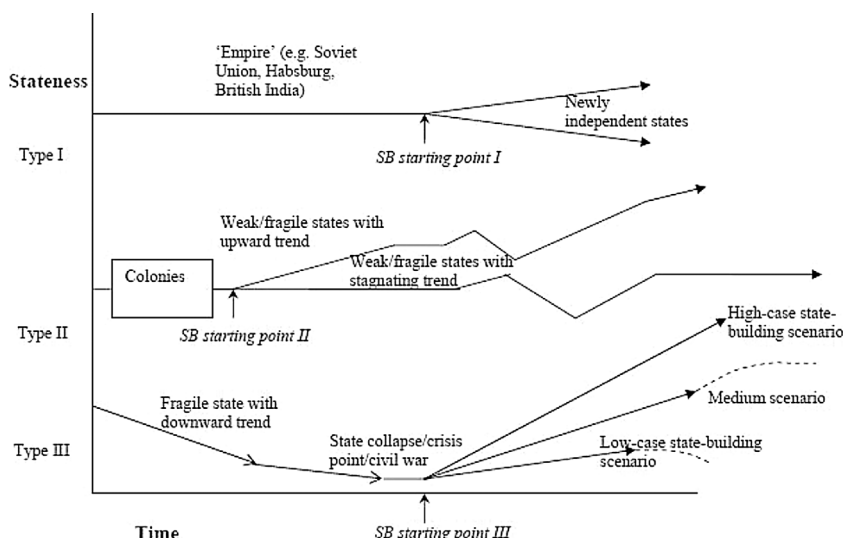 ‘Empire’ (e.g. Soviet
Union, Habsburg,
British India)
Stateness
Newly
independent states
Type I
SB starting point I
Weak/fragile states with
upward trend
Weak/fragile states with
stagnating trend
Colonies
High-case state-
building scenario
Type II
SB starting point II
Fragile state with
downward trend
Medium scenario
State collapse/crisis
point/civil war
Low-case state-building
scenario
Type III
Time
SB starting point III